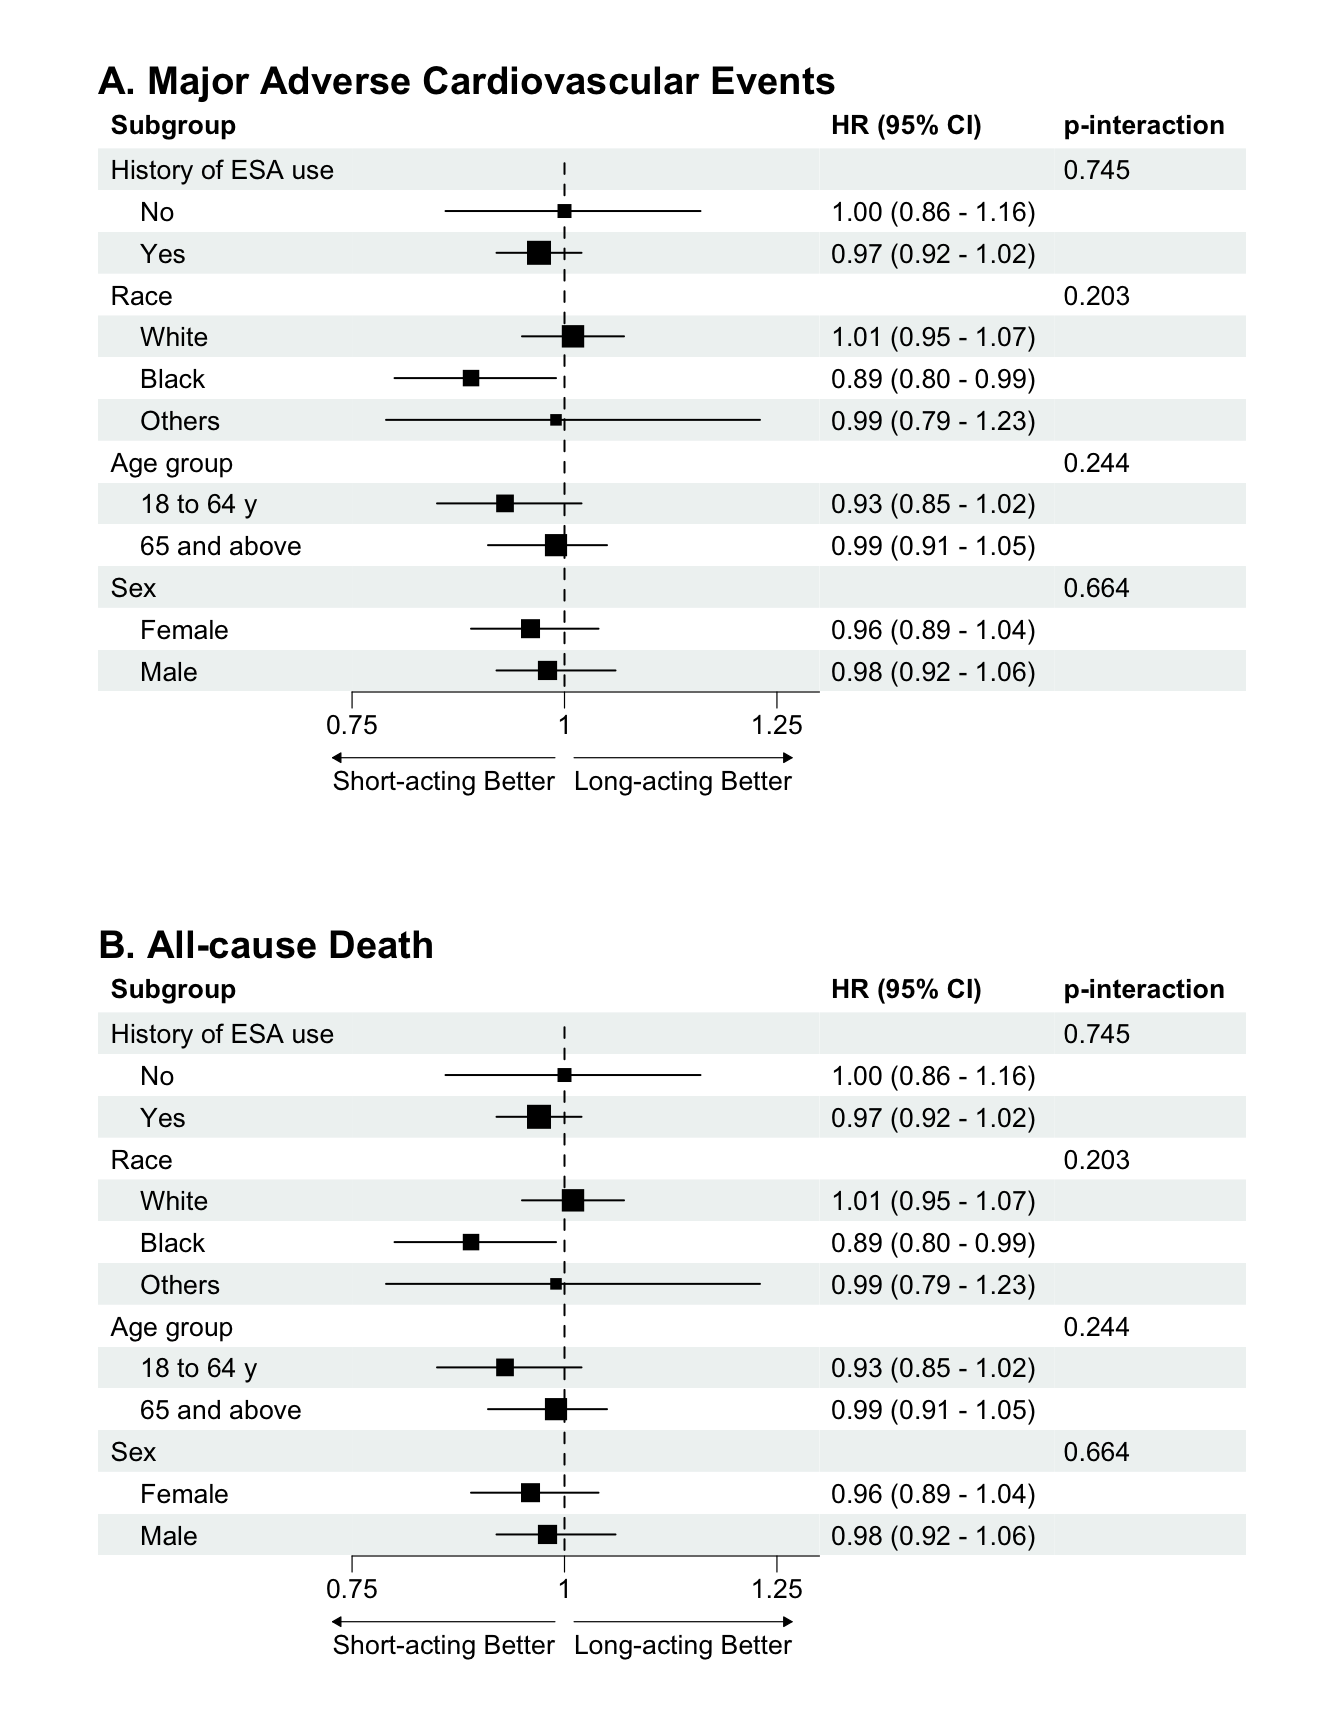 A. Major Adverse Cardiovascular Events
Subgroup HR (95% CI) p-interaction
History of ESA use 0.745
No 1.00 (0.86 - 1.16)
Yes 0.97 (0.92 - 1.02)
Race 0.203
White 1.01 (0.95 - 1.07)
Black 0.89 (0.80 - 0.99)
Others 0.99 (0.79 - 1.23)
Age group 0.244
18 to 64 y 0.93 (0.85 - 1.02)
65 and above 0.99 (0.91 - 1.05)
Sex 0.664
Female 0.96 (0.89 - 1.04)
Male 0.98 (0.92 - 1.06)
0.75 1 1.25
Short-acting Better Long-acting Better
B. All-cause Death
Subgroup HR (95% CI) p-interaction
History of ESA use 0.745
No 1.00 (0.86 - 1.16)
Yes 0.97 (0.92 - 1.02)
Race 0.203
White 1.01 (0.95 - 1.07)
Black 0.89 (0.80 - 0.99)
Others 0.99 (0.79 - 1.23)
Age group 0.244
18 to 64 y 0.93 (0.85 - 1.02)
65 and above 0.99 (0.91 - 1.05)
Sex 0.664
Female 0.96 (0.89 - 1.04)
Male 0.98 (0.92 - 1.06)
0.75 1 1.25
Short-acting Better Long-acting Better